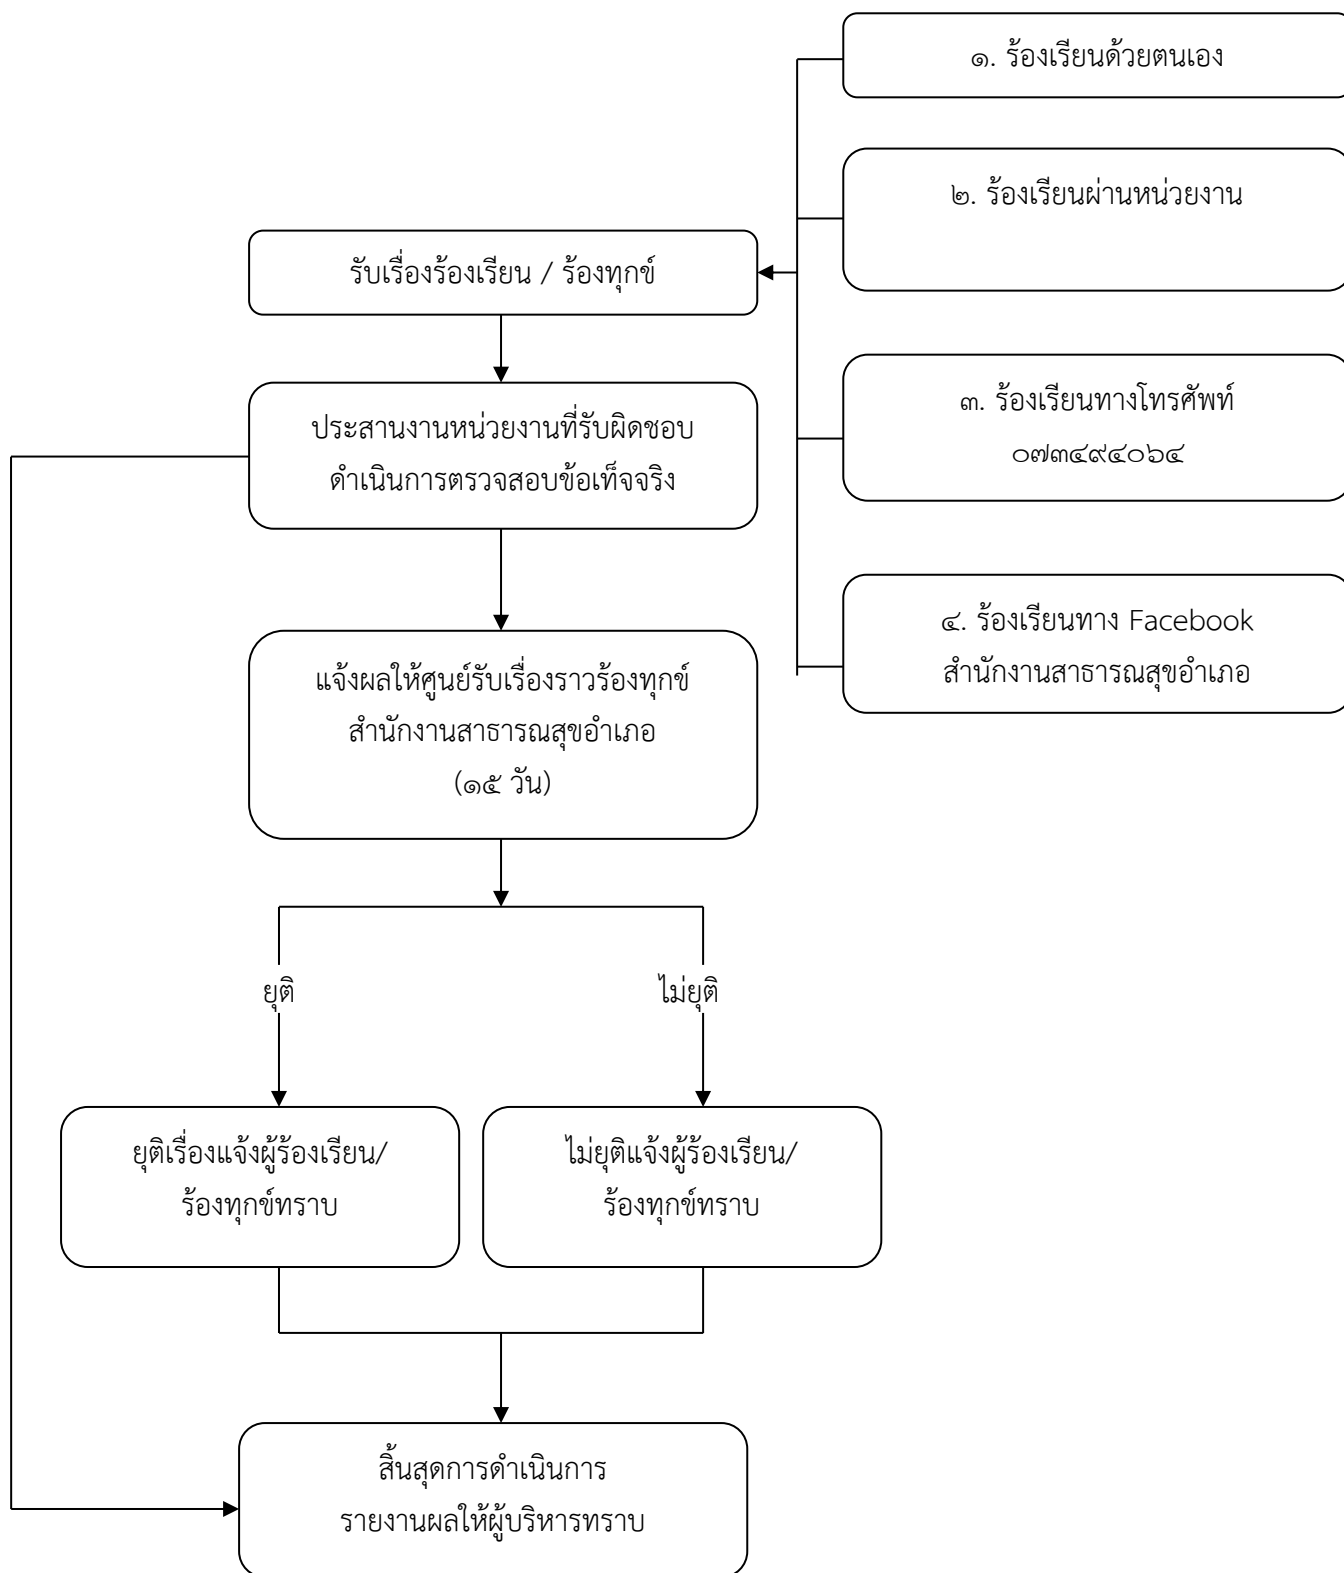 ๑. ร้องเรียนด้วยตนเอง
๒. ร้องเรียนผ่านหน่วยงาน
รับเรื่องร้องเรียน / ร้องทุกข์
๓. ร้องเรียนทางโทรศัพท์
๐๗๓๔๙๔๐๖๔
ประสานงานหน่วยงานที่รับผิดชอบ
ดำเนินการตรวจสอบข้อเท็จจริง
๔. ร้องเรียนทาง Facebook
สำนักงานสาธารณสุขอำเภอ
แจ้งผลให้ศูนย์รับเรื่องราวร้องทุกข์
สำนักงานสาธารณสุขอำเภอ
(๑๕ วัน)
ยุติ
ไม่ยุติ
ยุติเรื่องแจ้งผู้ร้องเรียน/
ร้องทุกข์ทราบ
ไม่ยุติแจ้งผู้ร้องเรียน/
ร้องทุกข์ทราบ
สิ้นสุดการดำเนินการ
รายงานผลให้ผู้บริหารทราบ